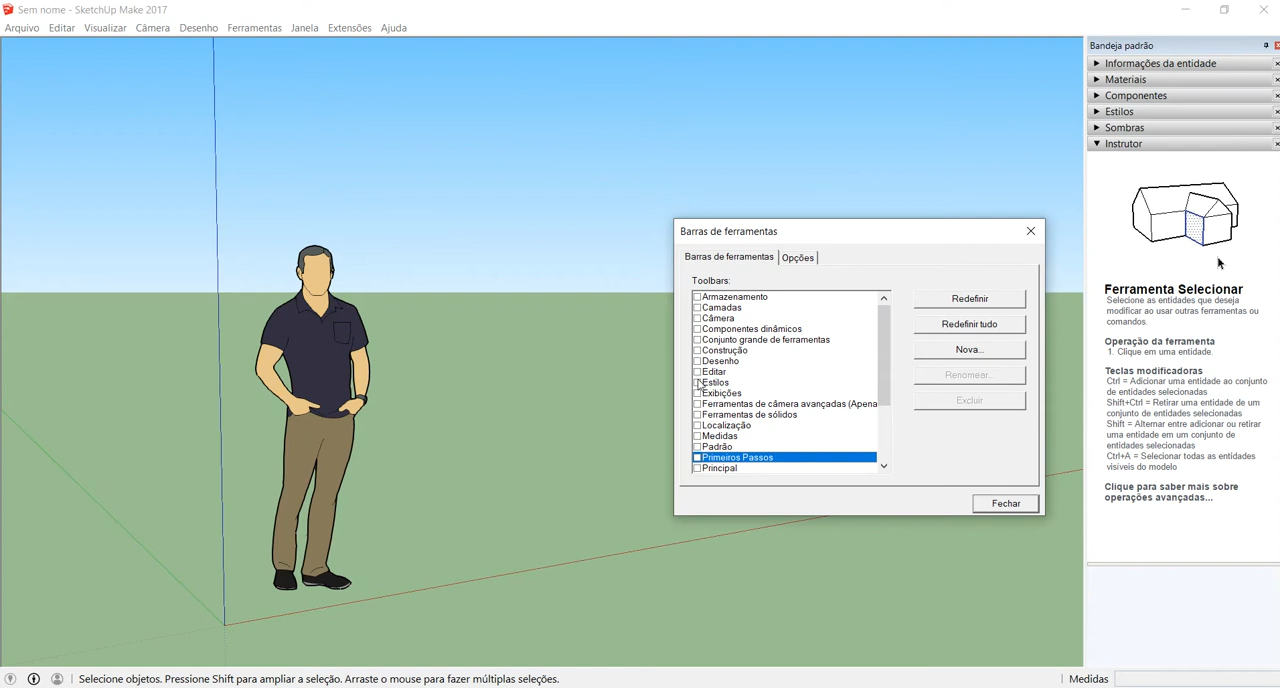 Sem nome - SketchUp Make 2017
Arquivo Editar Visualizar Câmera Desenho Ferramentas Janela Extensões Ajuda
Bandeja padrão
Informações da entidade
Materiais
Componentes
Estilos
Sombras
Instrutor
Barras de ferramentas
Barras de ferramentas Opções
Toolbars:
Armazenamento
Camadas
Câmera
Componentes dinâmicos
Conjunto grande de ferramentas
Construção
Desenho
Editar
Estilos
Exibições
Ferramentas de câmera avançadas (Apena
Ferramentas de sólidos
Localização
Medidas
Padrão
Primeiros Passos
Principal
Redefinir
Redefinir tudo
Nova...
Renomear...
Excluir
Fechar
Ferramenta Selecionar
Selecione as entidades que deseja
modificar ao usar outras ferramentas ou
comandos.
Operação da ferramenta
1. Clique em uma entidade.
Teclas modificadoras
Ctrl = Adicionar uma entidade ao conjunto
de entidades selecionadas
Shift+Ctrl = Retirar uma entidade de um
conjunto de entidades selecionadas
Shift = Alternar entre adicionar ou retirar
uma entidade em um conjunto de
entidades selecionadas
Ctrl+A = Selecionar todas as entidades
visíveis do modelo
Clique para saber mais sobre
operações avançadas...
Selecione objetos. Pressione Shift para ampliar a seleção. Arraste o mouse para fazer múltiplas seleções.
Medidas